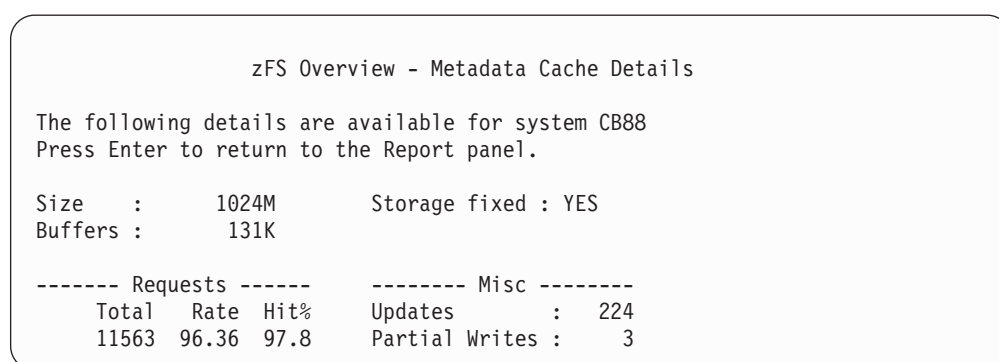 zFS Overview - Metadata Cache Details
The following details are available for system CB88
Press Enter to return to the Report panel.
Size    :       1024M        Storage fixed : YES
Buffers :        131K
------- Requests ------      -------- Misc --------
Total   Rate  Hit%     Updates        :   224
11563  96.36  97.8     Partial Writes :     3